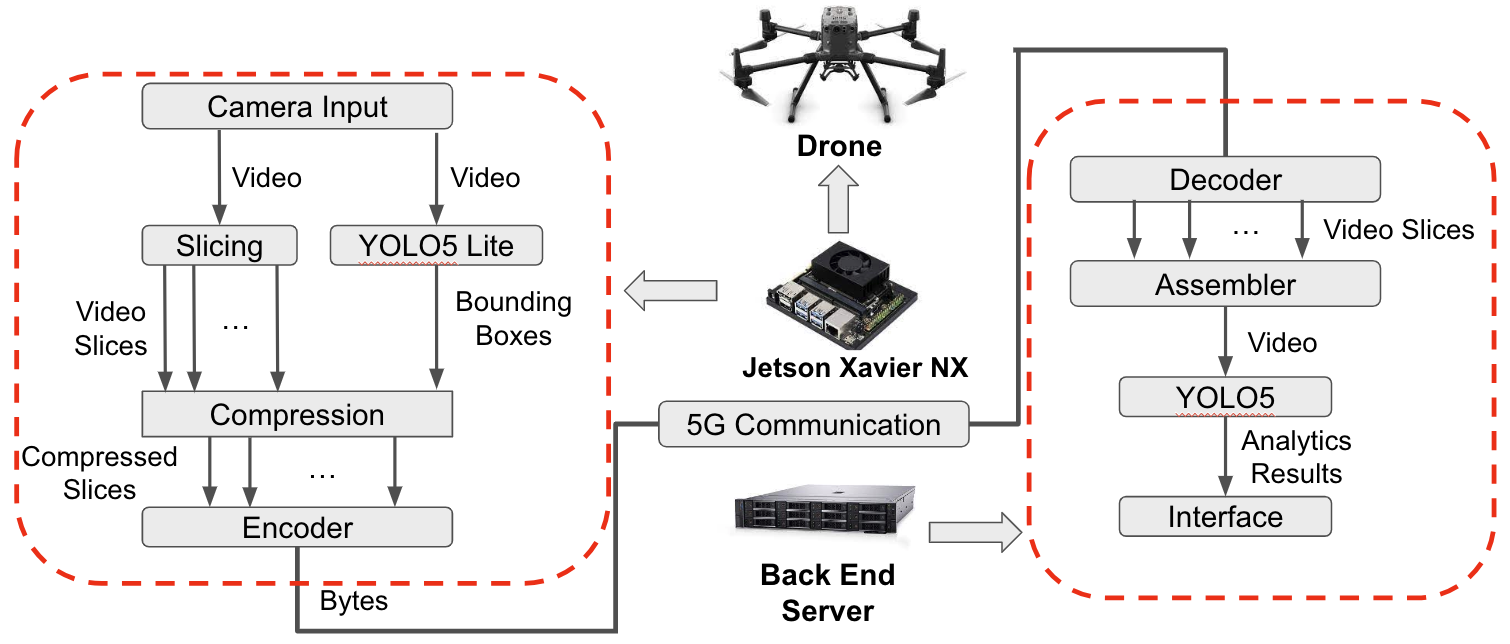 Camera Input
Video
Video
Slicing
YOLO5 Lite
Video
Slices
...
Bounding
Boxes
Compression
Compressed
Slices
...
Encoder
Bytes
Drone
Jetson Xavier NX
5G Communication
Back End
Server
Decoder
...
Video Slices
Assembler
Video
YOLO5
Analytics
Results
Interface